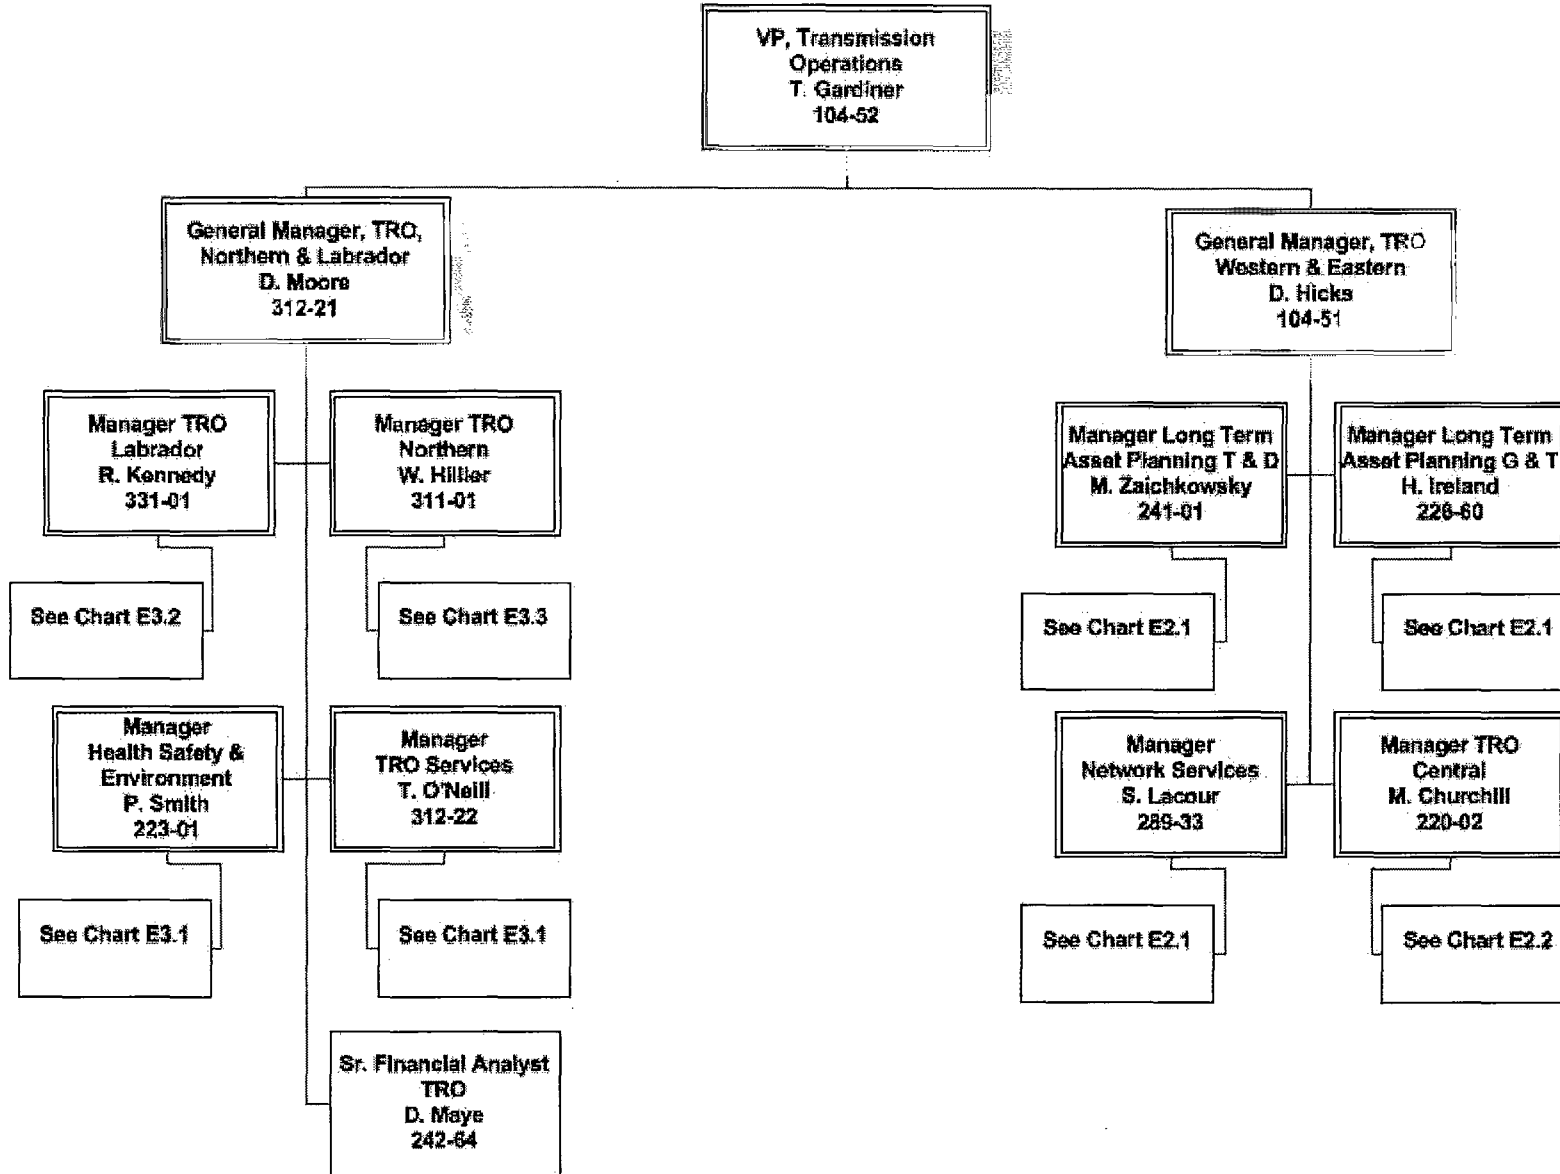 VP, Transmission
Operations
T. Gardiner
104-52
General Manager, TRO,
Northern & Labrador
D. Moore
312-21
General Manager, TRO
Western & Eastern
D. Hicks
104-51
Manager TRO
Labrador
R. Kennedy
331-01
Manager TRO
Northern
W. Hillier
311-01
Manager Long Term
Asset Planning T & D
M. Zaichkowsky
241-01
Manager Long Term
Asset Planning G & T
H. Ireland
226-60
See Chart E3.2
See Chart E3.3
See Chart E2.1
See Chart E2.1
Manager
Health Safety &
Environment
P. Smith
223-01
Manager
TRO Services
T. O'Neill
312-22
Manager
Network Services
S. Lacour
289-33
Manager TRO
Central
M. Churchill
220-02
See Chart E3.1
See Chart E3.1
See Chart E2.1
See Chart E2.2
Sr. Financial Analyst
TRO
D. Maye
242-64